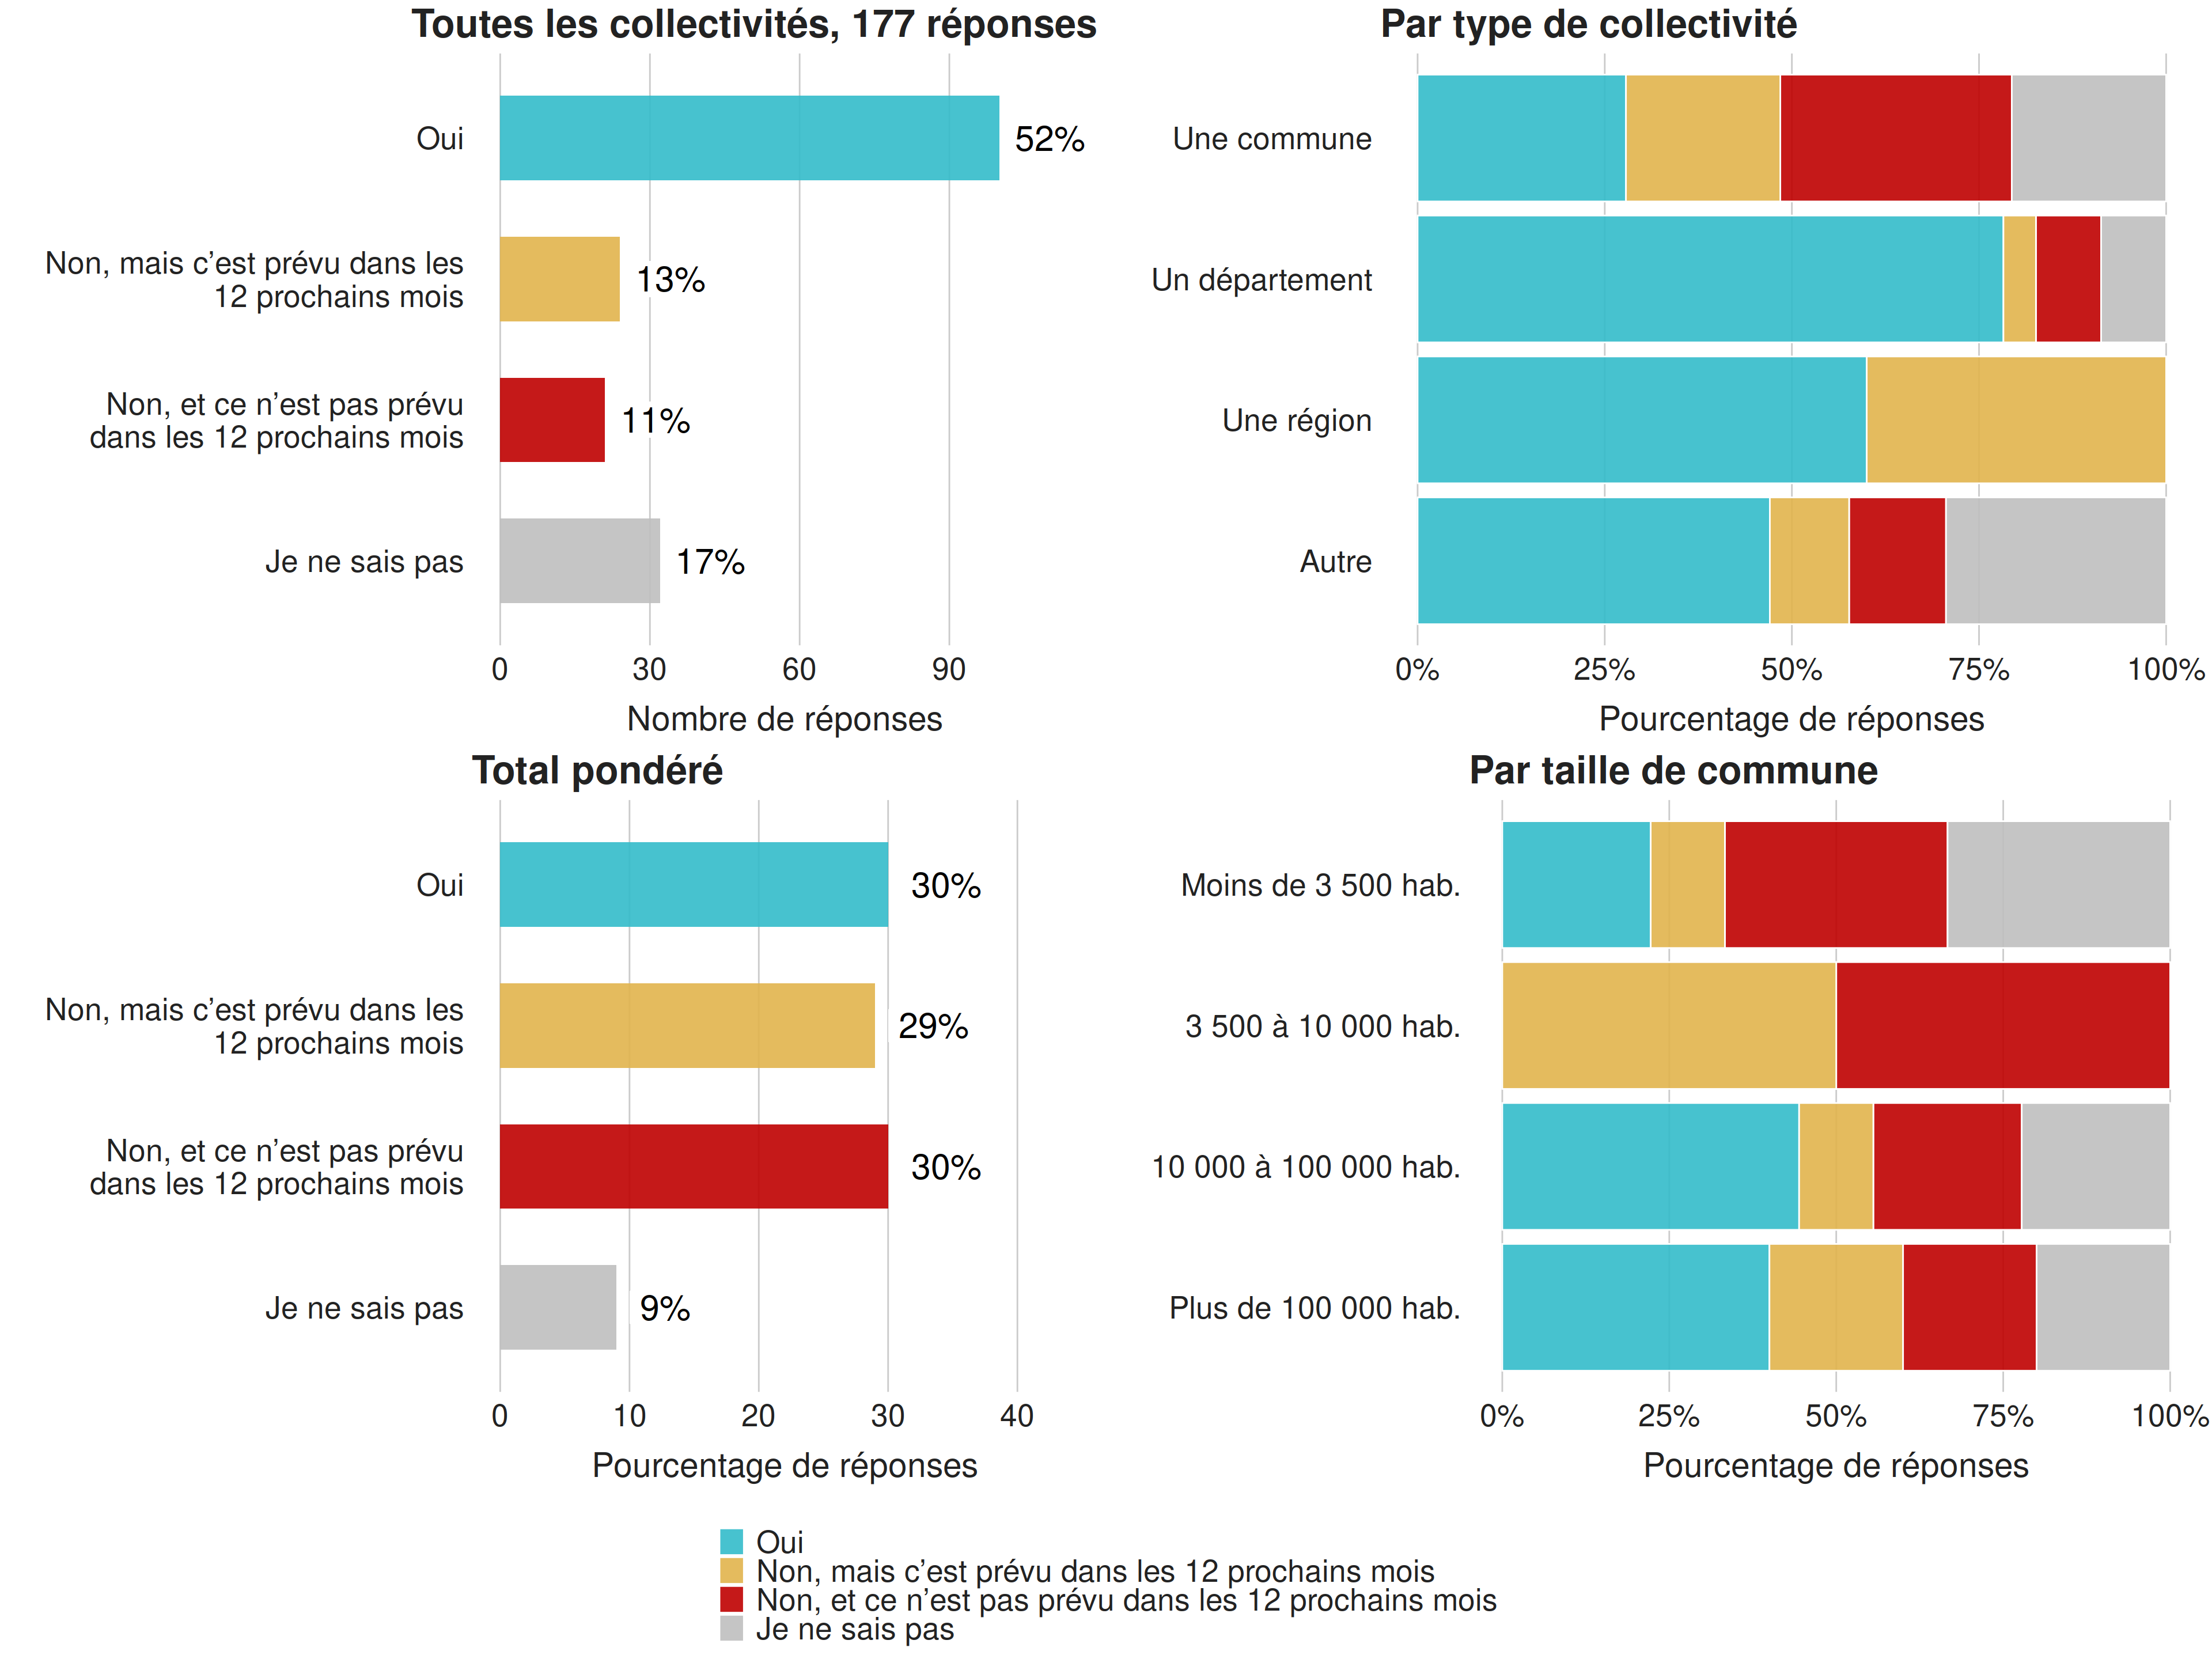 Toutes les collectivités, 177 réponses
Oui
52%
Non, mais c’est prévu dans les
12 prochains mois
13%
Non, et ce n’est pas prévu
dans les 12 prochains mois
11%
Je ne sais pas
17%
0 30 60 90
Nombre de réponses
Par type de collectivité
Une commune
Un département
Une région
Autre
0% 25% 50% 75% 100%
Pourcentage de réponses
Total pondéré
Oui
30%
Non, mais c’est prévu dans les
12 prochains mois
29%
Non, et ce n’est pas prévu
dans les 12 prochains mois
30%
Je ne sais pas
9%
0 10 20 30 40
Pourcentage de réponses
Par taille de commune
Moins de 3 500 hab.
3 500 à 10 000 hab.
10 000 à 100 000 hab.
Plus de 100 000 hab.
0% 25% 50% 75% 100%
Pourcentage de réponses
Oui
Non, mais c’est prévu dans les 12 prochains mois
Non, et ce n’est pas prévu dans les 12 prochains mois
Je ne sais pas